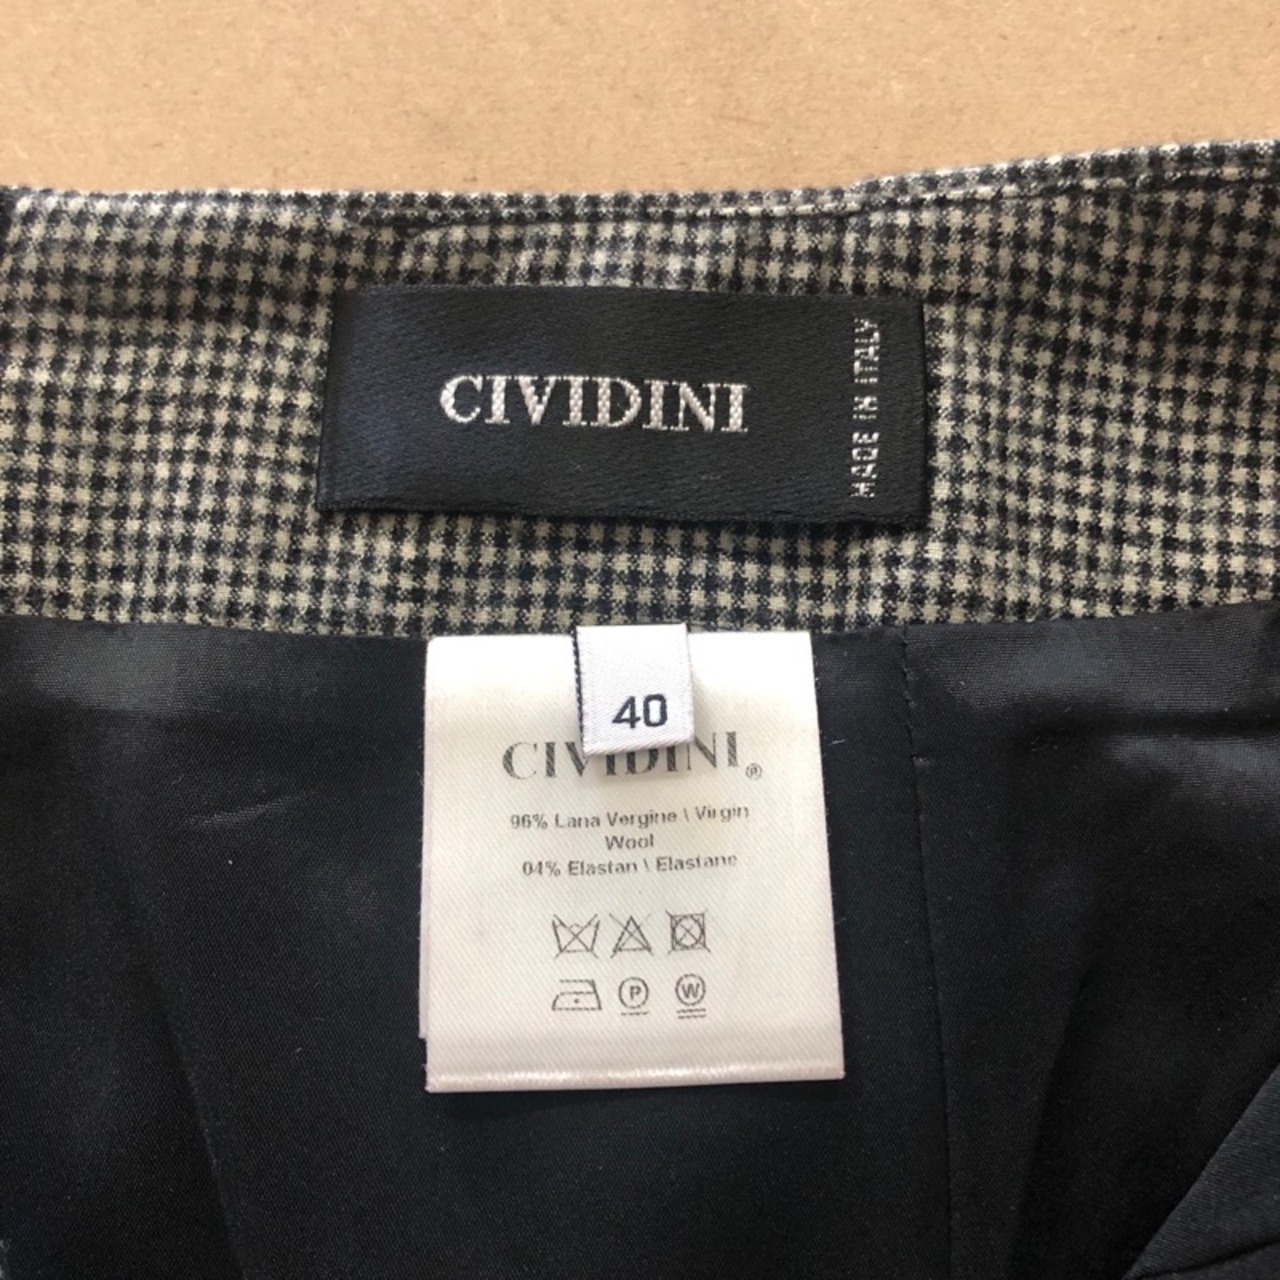 CIVIDINI
MADE IN ITALY
40
CIVIDINI®
96% Lana Vergine \ Virgin
Wool
04% Elastan \ Elastane
P
W